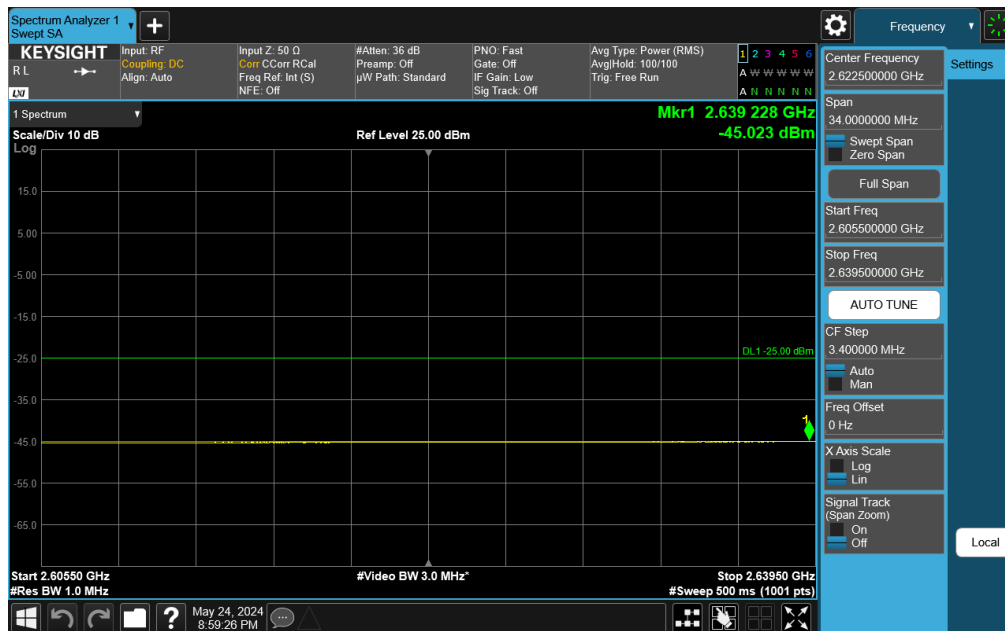 Spectrum Analyzer 1
Swept SA
Frequency
KEYSIGHT
R L
LXI
Input: RF
Coupling: DC
Align: Auto
Input Z: 50 Ω
Corr CCorr RCal
Freq Ref: Int (S)
NFE: Off
#Atten: 36 dB
Preamp: Off
µW Path: Standard
PNO: Fast
Gate: Off
IF Gain: Low
Sig Track: Off
Avg Type: Power (RMS)
Avg|Hold: 100/100
Trig: Free Run
1 2 3 4 5 6
A W W W W W
A N N N N N
1 Spectrum
Scale/Div 10 dB
Log
Ref Level 25.00 dBm
Mkr1 2.639 228 GHz
-45.023 dBm
15.0
5.00
-5.00
-15.0
-25.0
-35.0
-45.0
-55.0
-65.0
DL1 -25.00 dBm
1
Start 2.60550 GHz
#Res BW 1.0 MHz
#Video BW 3.0 MHz*
Stop 2.63950 GHz
#Sweep 500 ms (1001 pts)
May 24, 2024
8:59:26 PM
Center Frequency
2.622500000 GHz
Span
34.0000000 MHz
Swept Span
Zero Span
Full Span
Start Freq
2.605500000 GHz
Stop Freq
2.639500000 GHz
AUTO TUNE
CF Step
3.400000 MHz
Auto
Man
Freq Offset
0 Hz
X Axis Scale
Log
Lin
Signal Track
(Span Zoom)
On
Off
Settings
Local